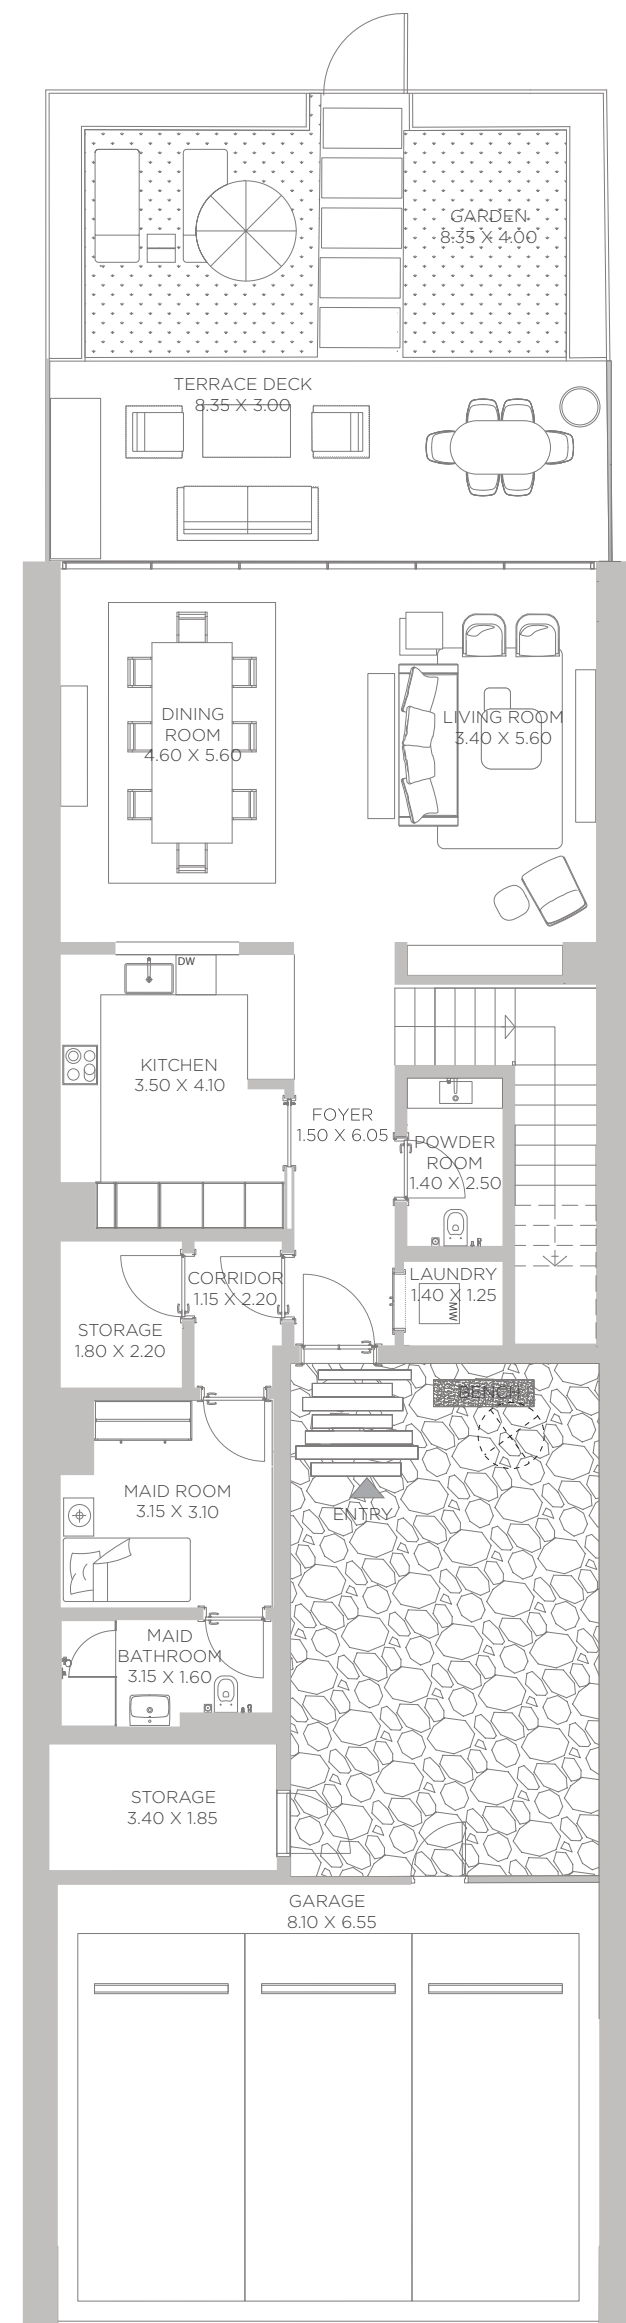 GARDEN
8.35 X 4.00
TERRACE DECK
8.35 X 3.00
DINING
ROOM
4.60 X 5.60
LIVING ROOM
3.40 X 5.60
DW
KITCHEN
3.50 X 4.10
FOYER
1.50 X 6.05
POWDER
ROOM
1.40 X 2.50
CORRIDOR
1.15 X 2.20
LAUNDRY
1.40 X 1.25
MW
STORAGE
1.80 X 2.20
BENCH
MAID ROOM
3.15 X 3.10
ENTRY
MAID
BATHROOM
3.15 X 1.60
STORAGE
3.40 X 1.85
GARAGE
8.10 X 6.55